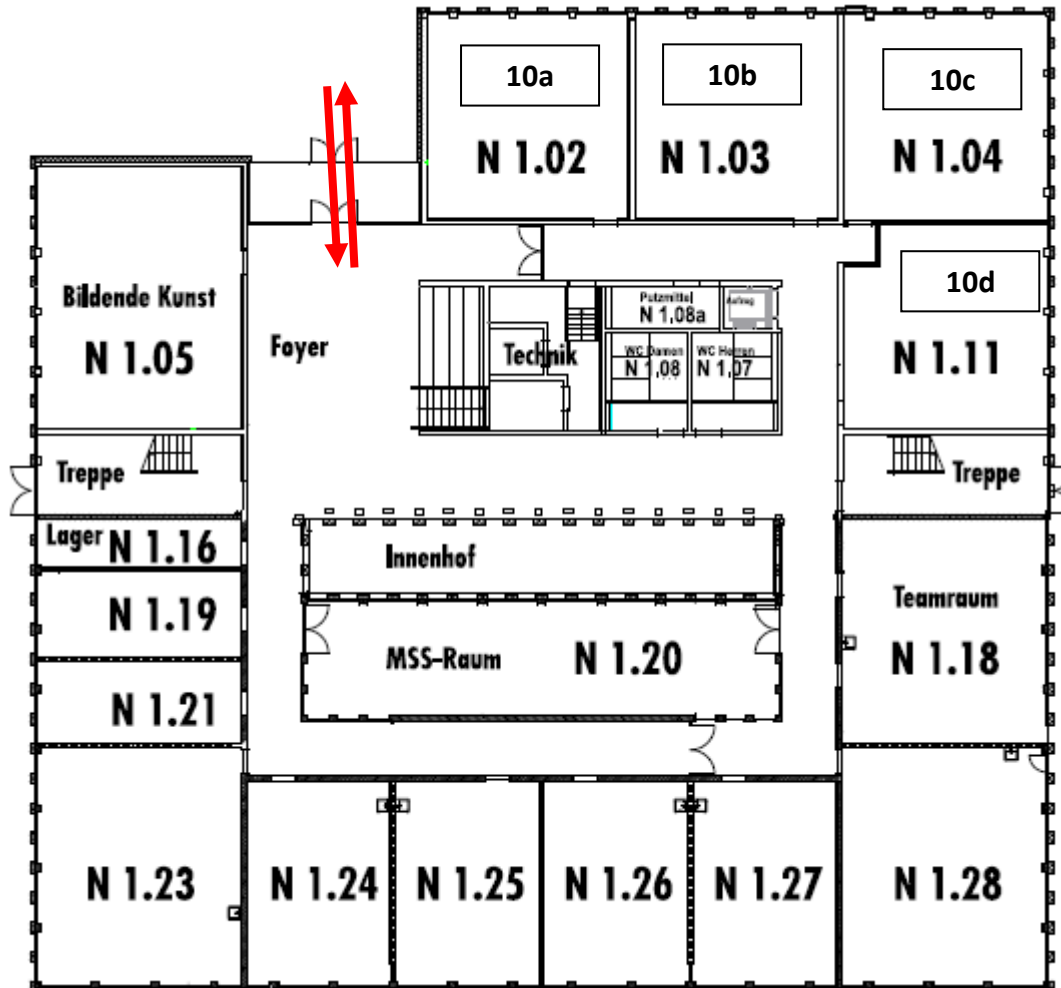 10a
10b
10c
N 1.02
N 1.03
N 1.04
Bildende Kunst
N 1.05
Foyer
Technik
Putzmittel
N 1,08a
Aufzug
WC Damen
N 1,08
WC Herren
N 1,07
10d
N 1.11
Treppe
Treppe
Lager N 1.16
Innenhof
N 1.19
MSS-Raum N 1.20
Teamraum
N 1.18
N 1.21
N 1.23
N 1.24
N 1.25
N 1.26
N 1.27
N 1.28